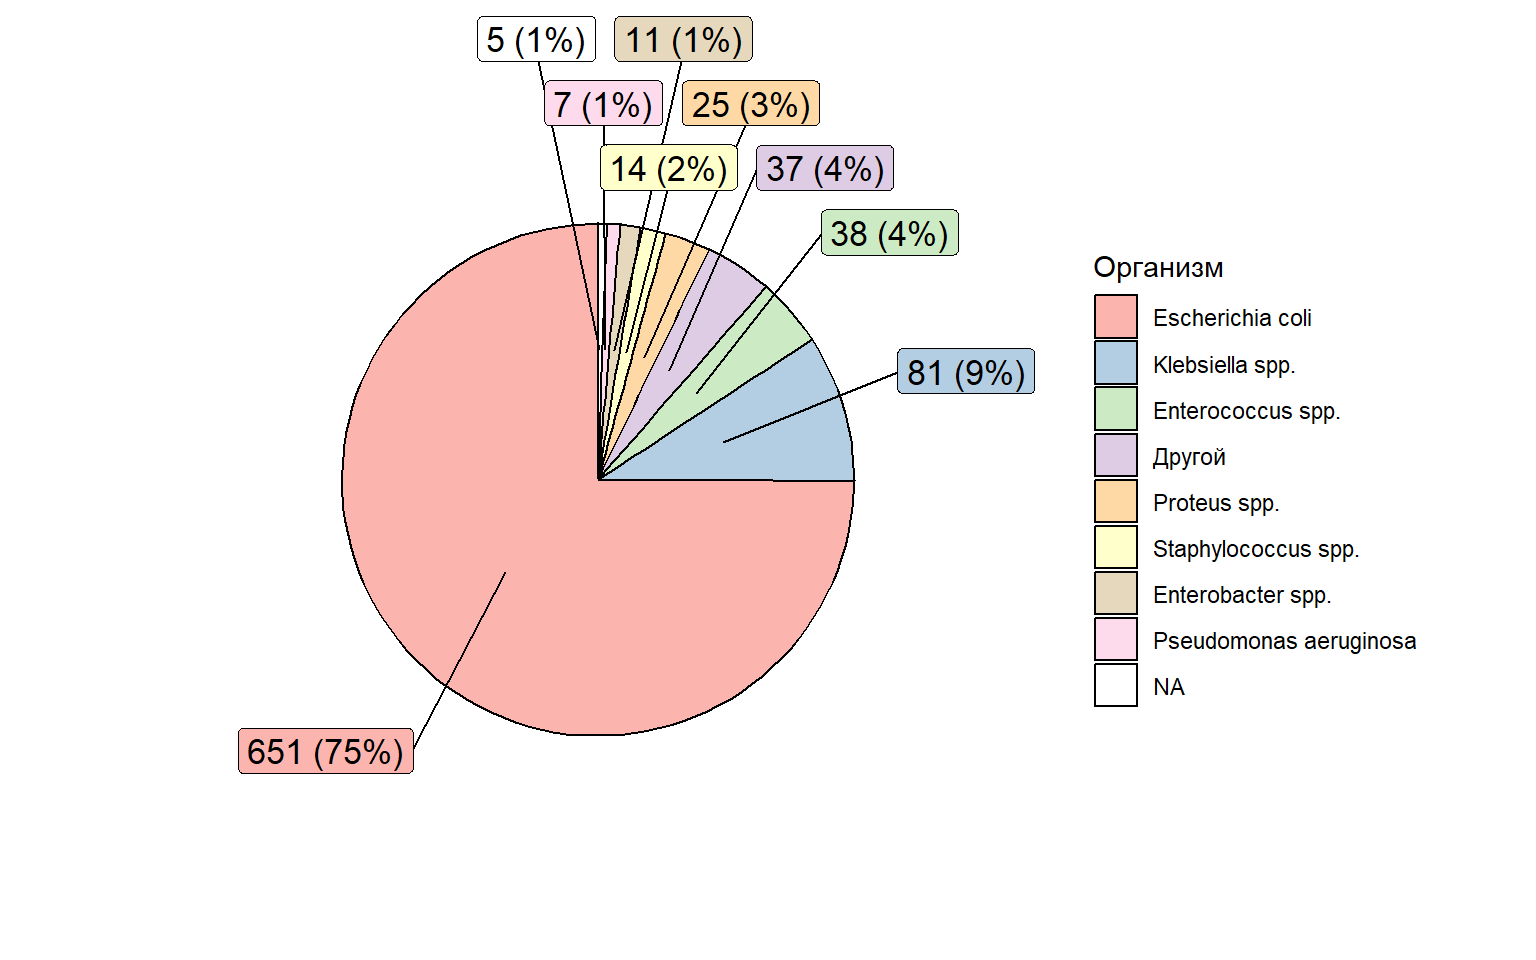 5 (1%)
11 (1%)
7 (1%)
25 (3%)
14 (2%)
37 (4%)
38 (4%)
81 (9%)
651 (75%)
Организм
Escherichia coli
Klebsiella spp.
Enterococcus spp.
Другой
Proteus spp.
Staphylococcus spp.
Enterobacter spp.
Pseudomonas aeruginosa
NA